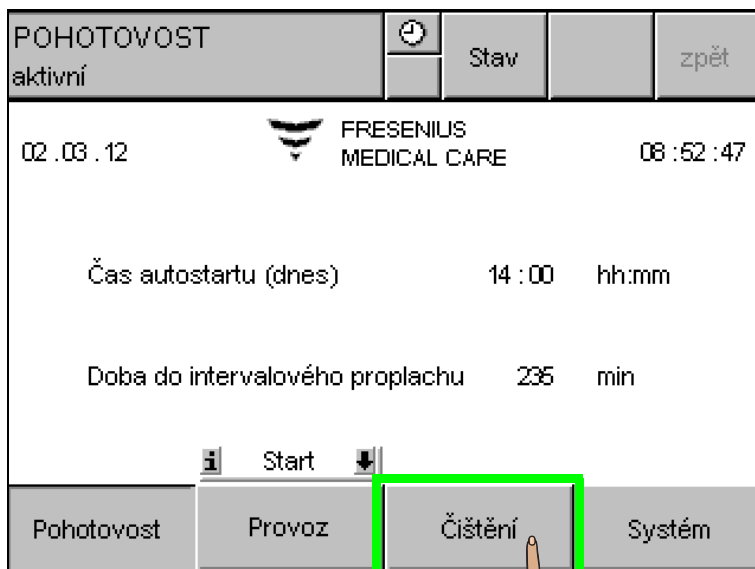 POHOTOVOST
aktivní
Stav
zpět
02.03.12
FRESENIUS
MEDICAL CARE
08:52:47
Čas autostartu (dnes) 14:00 hh:mm
Doba do intervalového proplachu 235 min
i Start
Pohotovost
Provoz
Čištění
Systém